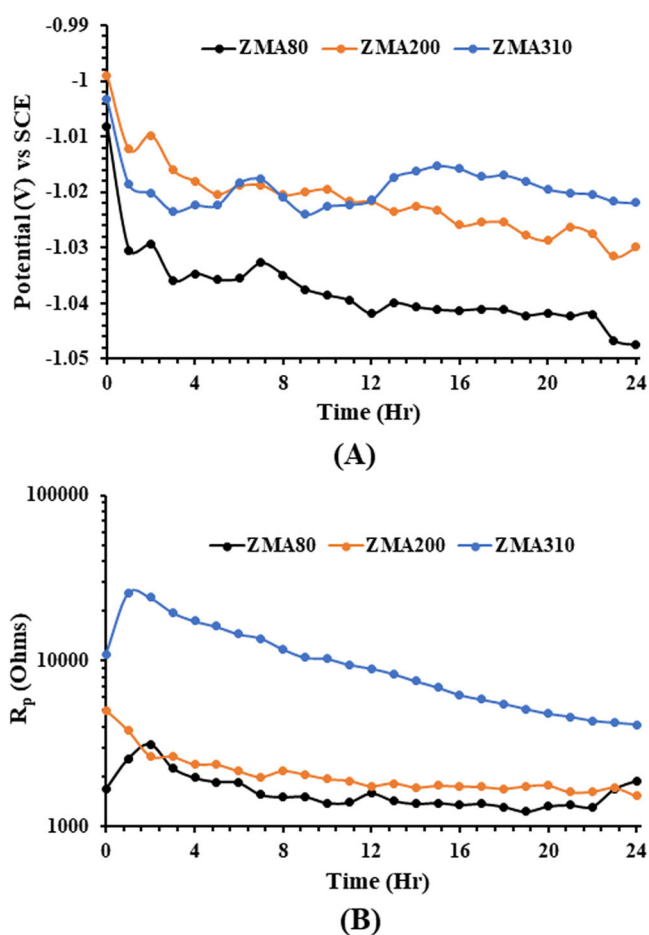 -0.99
ZMA80 ZMA200 ZMA310
-1
-1.01
-1.02
-1.03
-1.04
-1.05
Potential (V) vs SCE
0 4 8 12 16 20 24
Time (Hr)
(A)
100000
ZMA80 ZMA200 ZMA310
10000
1000
Rp (Ohms)
0 4 8 12 16 20 24
Time (Hr)
(B)